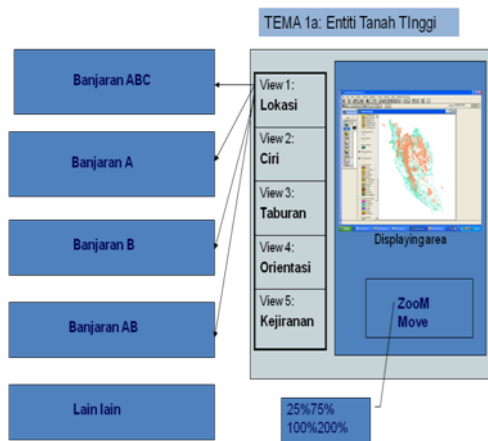 TEMA 1a: Entiti Tanah TInggi
Banjaran ABC
Banjaran A
Banjaran B
Banjaran AB
Lain lain
View 1:
Lokasi
View 2:
Ciri
View 3:
Taburan
View 4:
Orientasi
View 5:
Kejiranan
Displayingarea
ZooM
Move
25%75%
100%200%